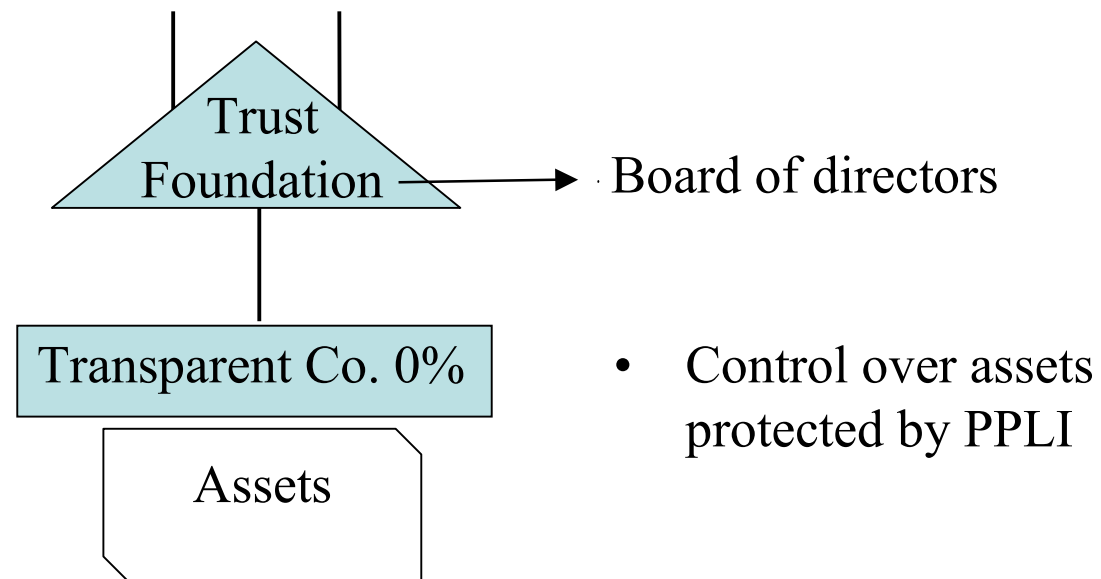 Trust
Foundation
Board of directors
Transparent Co. 0%
• Control over assets
protected by PPLI
Assets